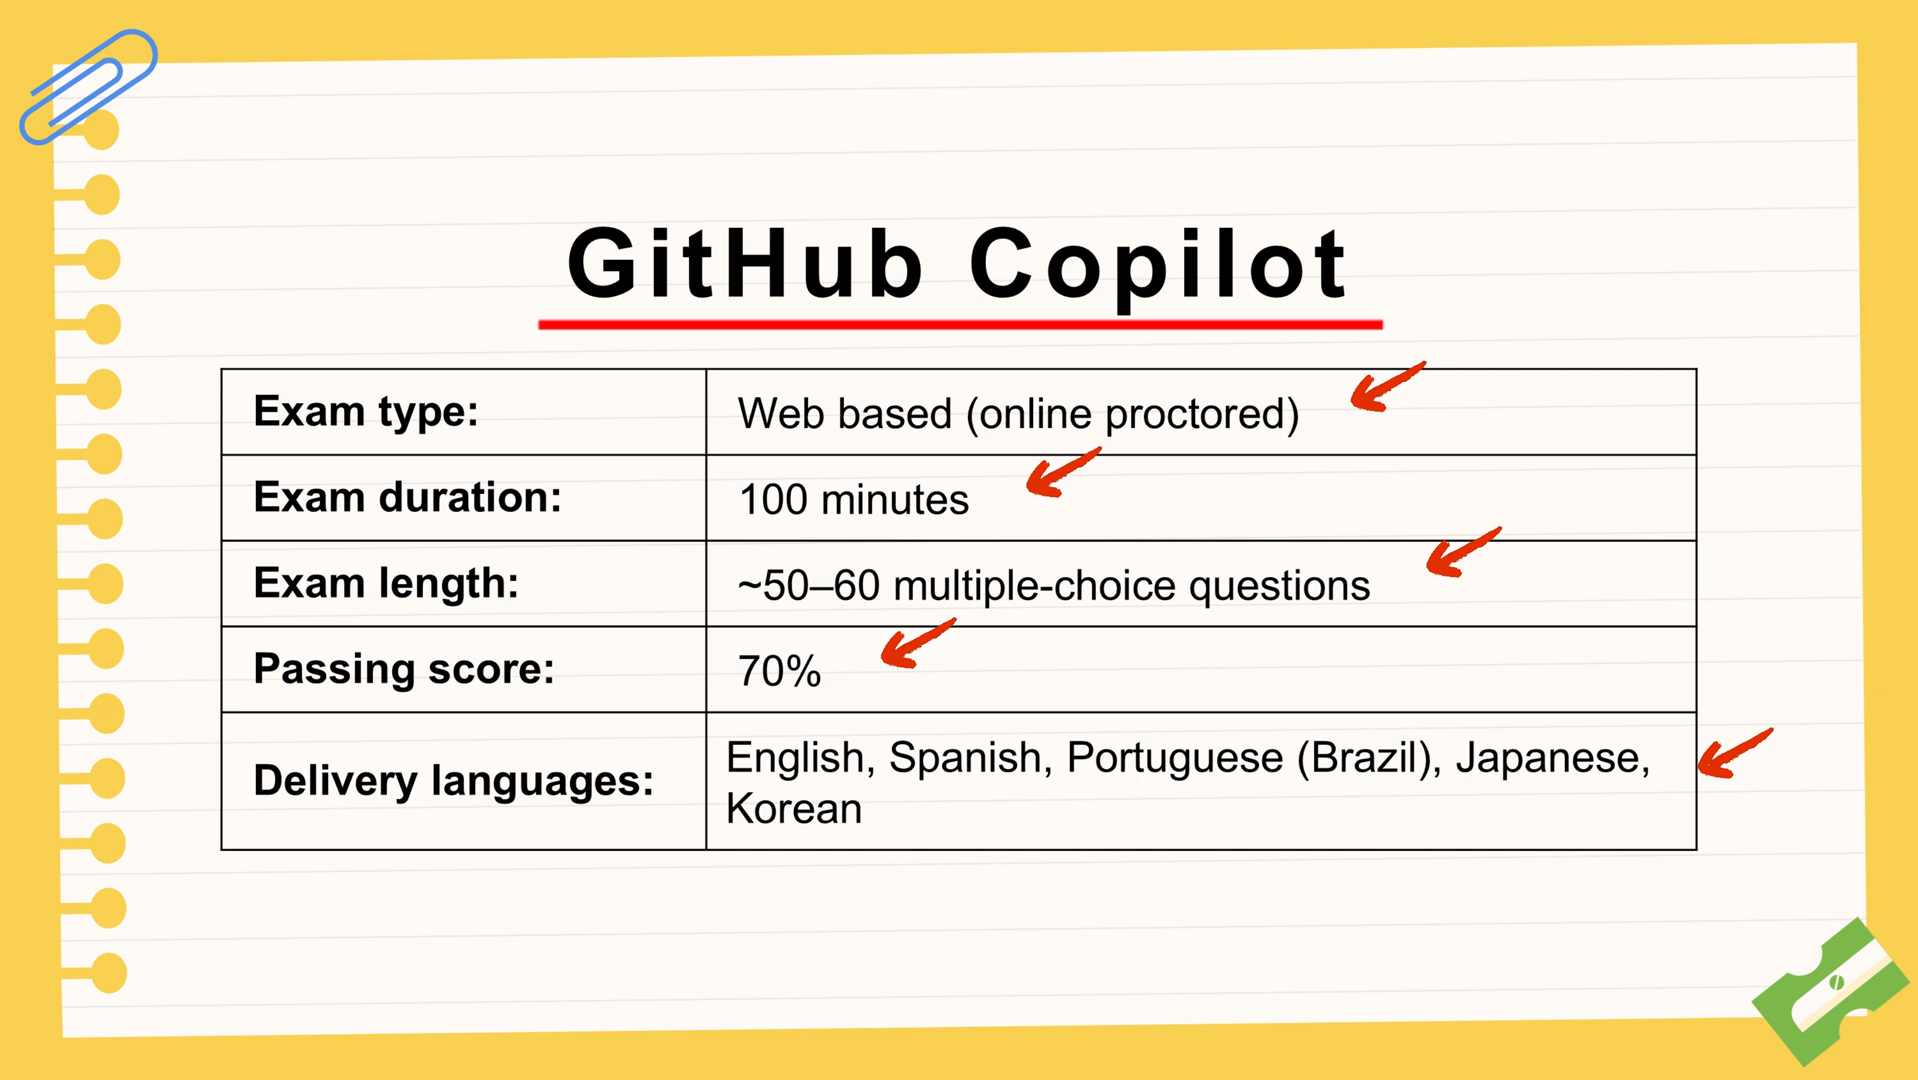 GitHub Copilot
Exam type: Web based (online proctored)
Exam duration: 100 minutes
Exam length: ~50–60 multiple-choice questions
Passing score: 70%
Delivery languages: English, Spanish, Portuguese (Brazil), Japanese,
Korean